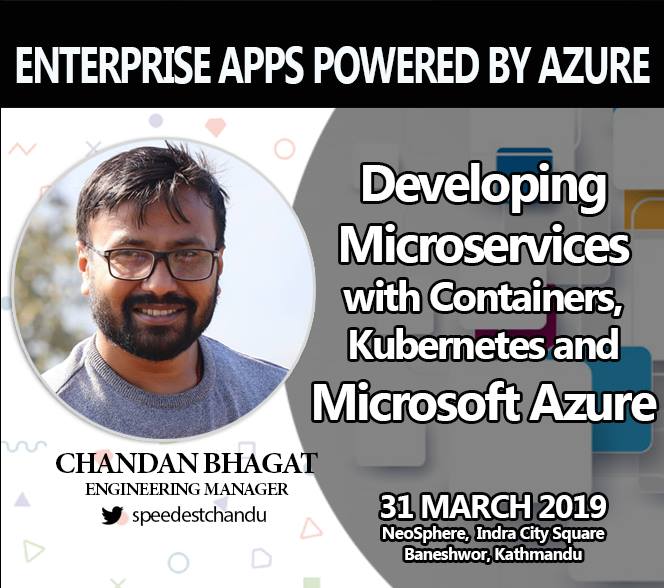 ENTERPRISE APPS POWERED BY AZURE
Developing
Microservices
with Containers,
Kubernetes and
Microsoft Azure
CHANDAN BHAGAT
ENGINEERING MANAGER
speedestchandu
31 MARCH 2019
NeoSphere, Indra City Square
Baneshwor, Kathmandu